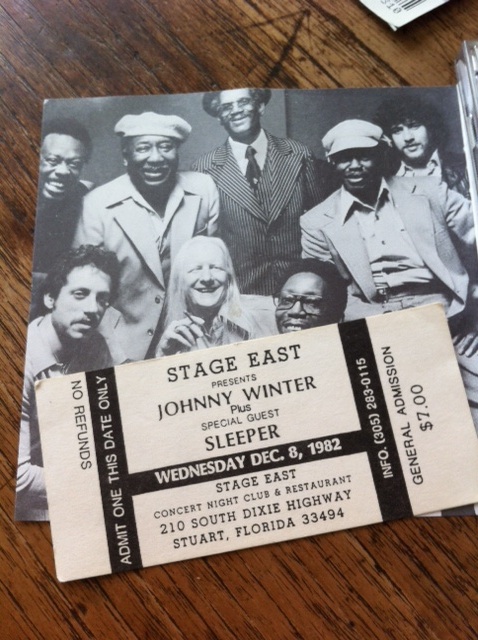 STAGE EAST
PRESENTS
JOHNNY WINTER
Plus
SPECIAL GUEST
SLEEPER
WEDNESDAY DEC. 8, 1982
STAGE EAST
CONCERT NIGHT CLUB & RESTAURANT
210 SOUTH DIXIE HIGHWAY
STUART, FLORIDA 33494
NO REFUNDS
ADMIT ONE THIS DATE ONLY
INFO. (305) 283-0115
GENERAL ADMISSION
$7.00